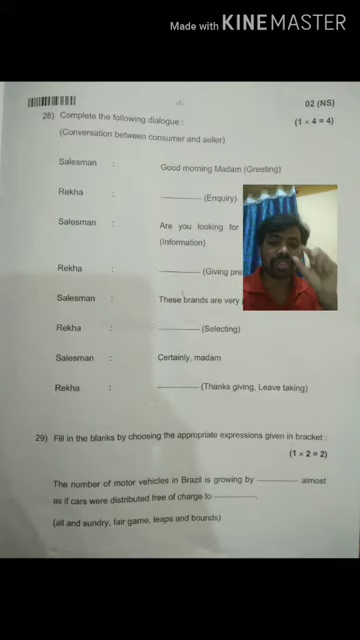 Made with KINEMASTER
-7-
02 (NS)
28) Complete the following dialogue : (1 × 4 = 4)
(Conversation between consumer and seller)
Salesman : Good morning Madam (Greeting)
Rekha : ________ (Enquiry)
Salesman : Are you looking for
(Information)
Rekha : ________ (Giving pre
Salesman : These brands are very
Rekha : ________ (Selecting)
Salesman : Certainly, madam
Rekha : ________ (Thanks giving, Leave taking)
29) Fill in the blanks by choosing the appropriate expressions given in bracket :
(1 × 2 = 2)
The number of motor vehicles in Brazil is growing by ________ almost
as if cars were distributed free of charge to ________.
(all and sundry, fair game, leaps and bounds)